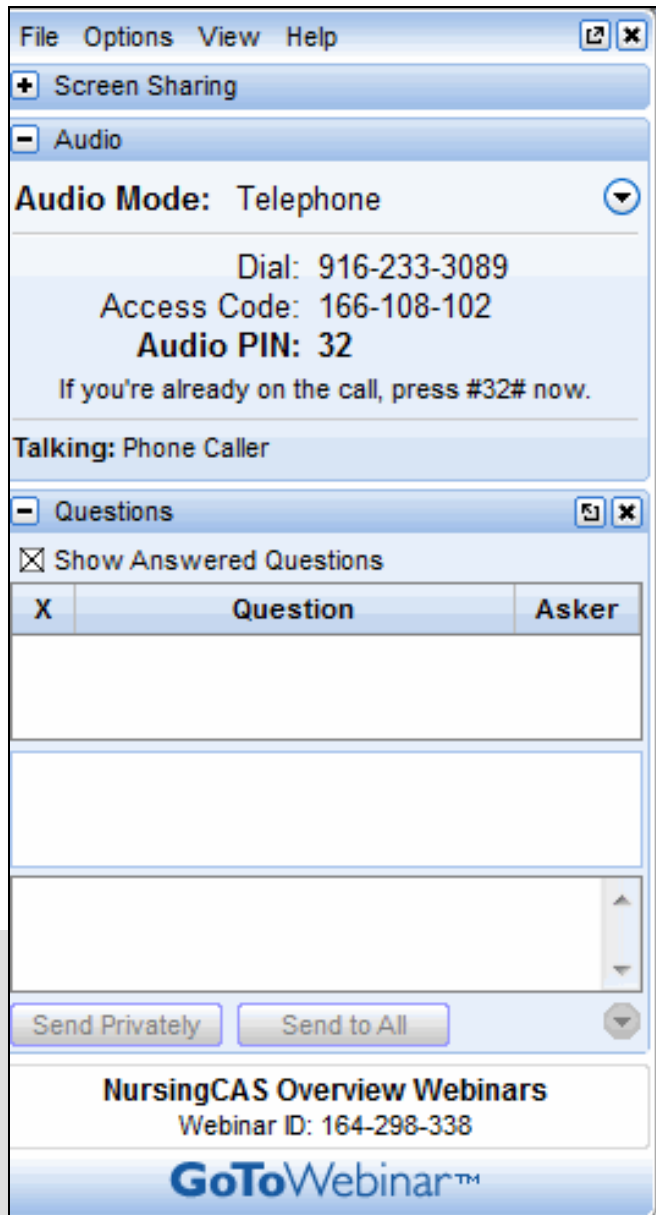 File Options View Help
Screen Sharing
Audio
Audio Mode: Telephone
Dial: 916-233-3089
Access Code: 166-108-102
Audio PIN: 32
If you're already on the call, press #32# now.
Talking: Phone Caller
Questions
Show Answered Questions
X Question Asker
Send Privately Send to All
NursingCAS Overview Webinars
Webinar ID: 164-298-338
GoToWebinar™